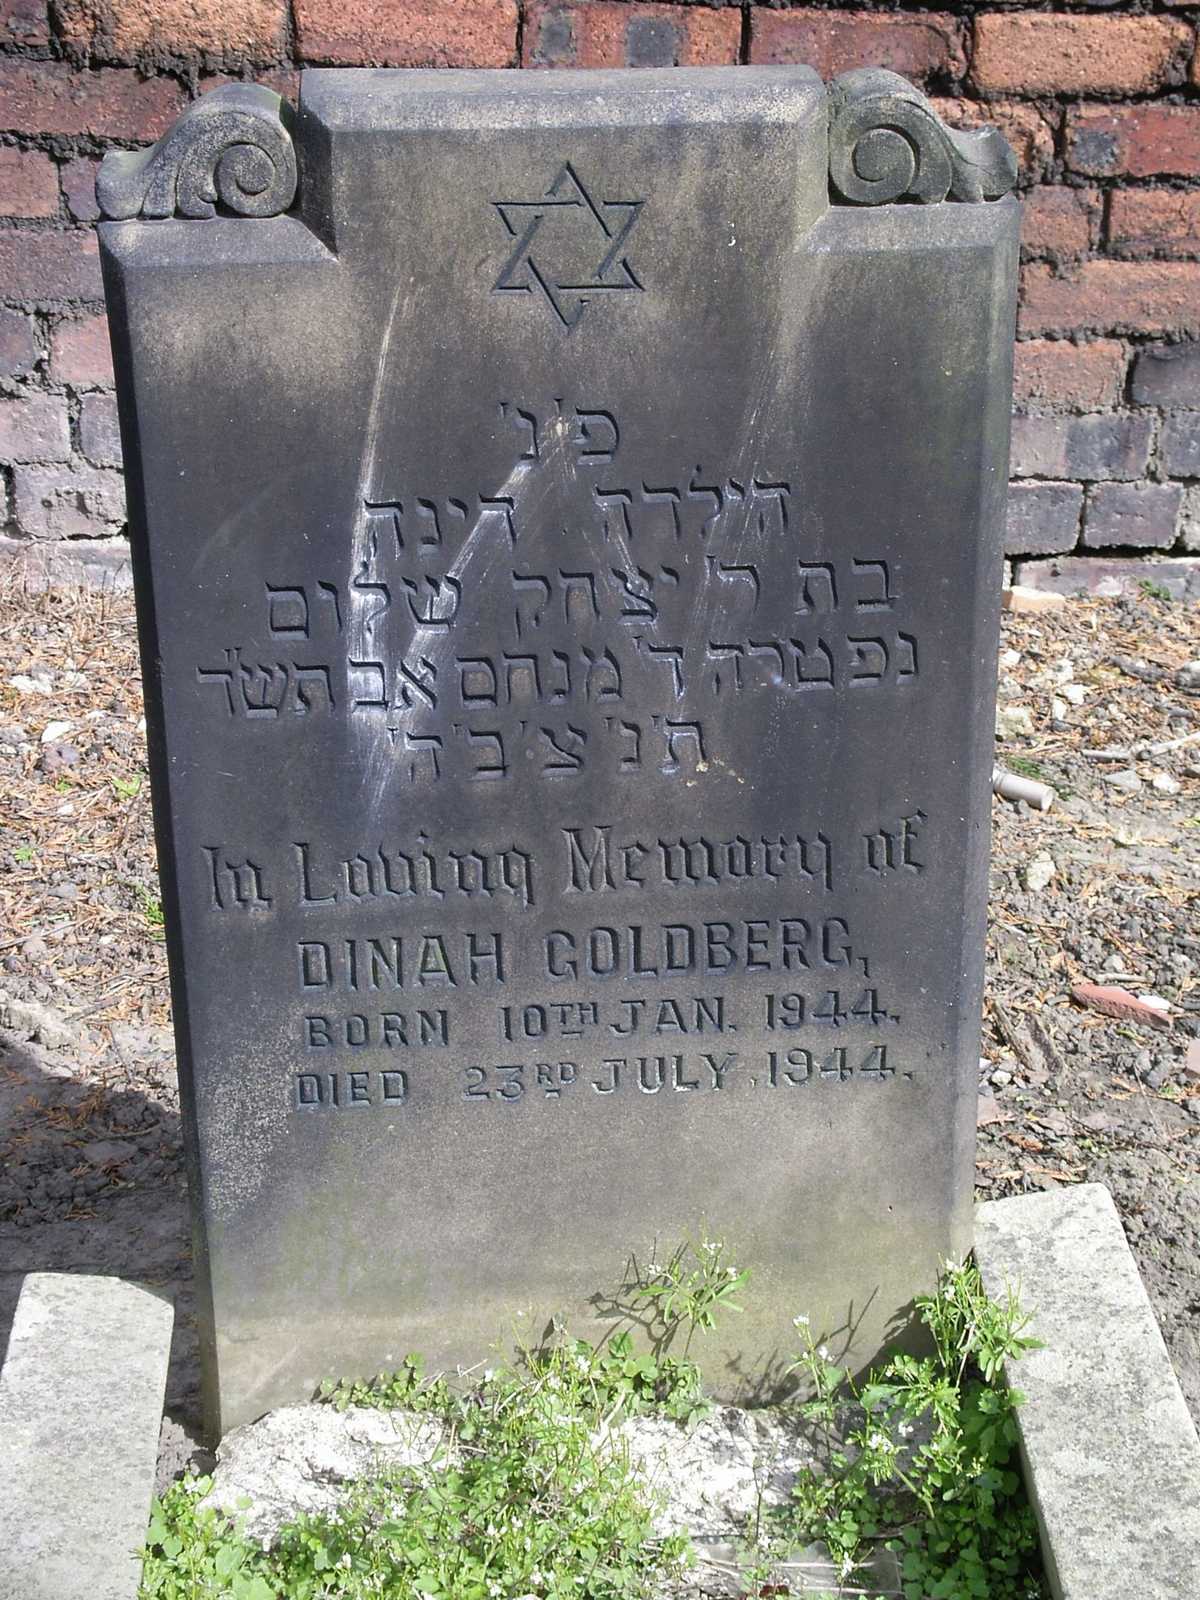 פ'נ'
הילדה דינה
בת ר' יצחק שלום
נפטרה ד' מנחם אב תש"ד
ת'נ'צ'ב'ה'
In Loving Memory of
DINAH GOLDBERG,
BORN 10TH JAN. 1944.
DIED 23RD JULY. 1944.